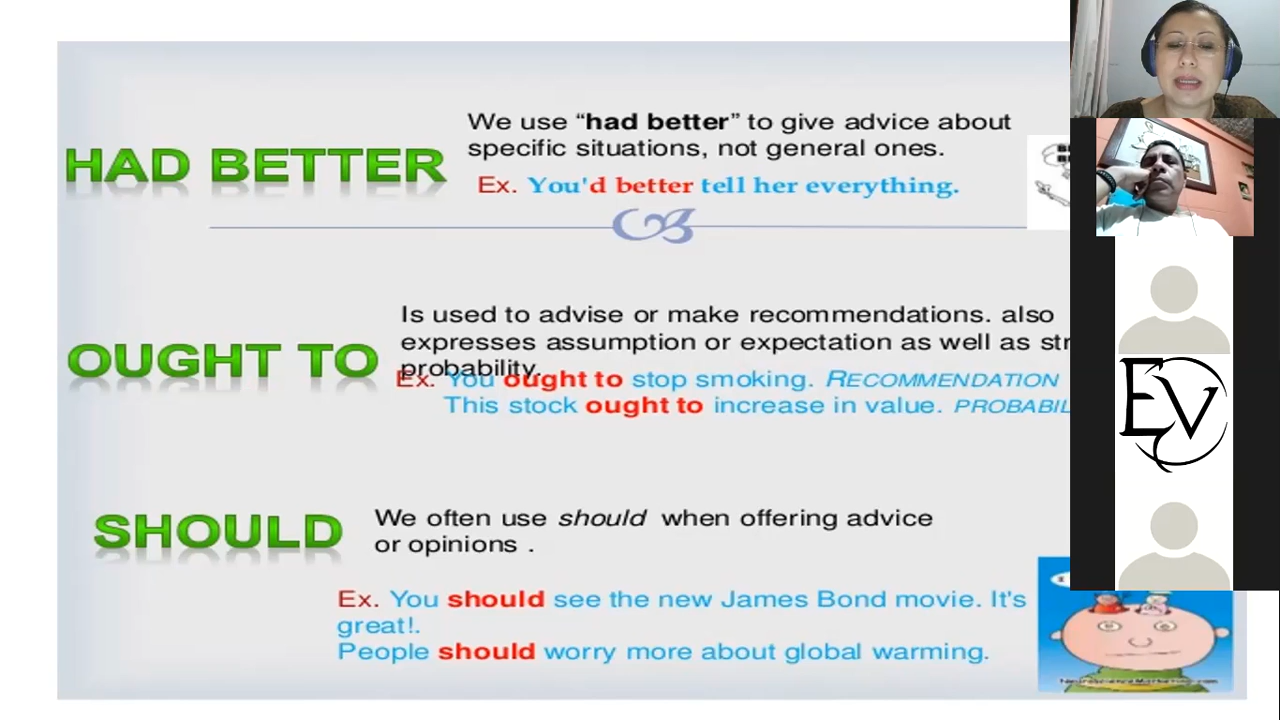 HAD BETTER
We use “had better” to give advice about
specific situations, not general ones.
Ex. You'd better tell her everything.
OUGHT TO
Is used to advise or make recommendations. also
expresses assumption or expectation as well as
probability.
Ex. You ought to stop smoking. RECOMMENDATION
This stock ought to increase in value.
SHOULD
We often use should when offering advice
or opinions .
Ex. You should see the new James Bond movie. It's
great!.
People should worry more about global warming.
EV